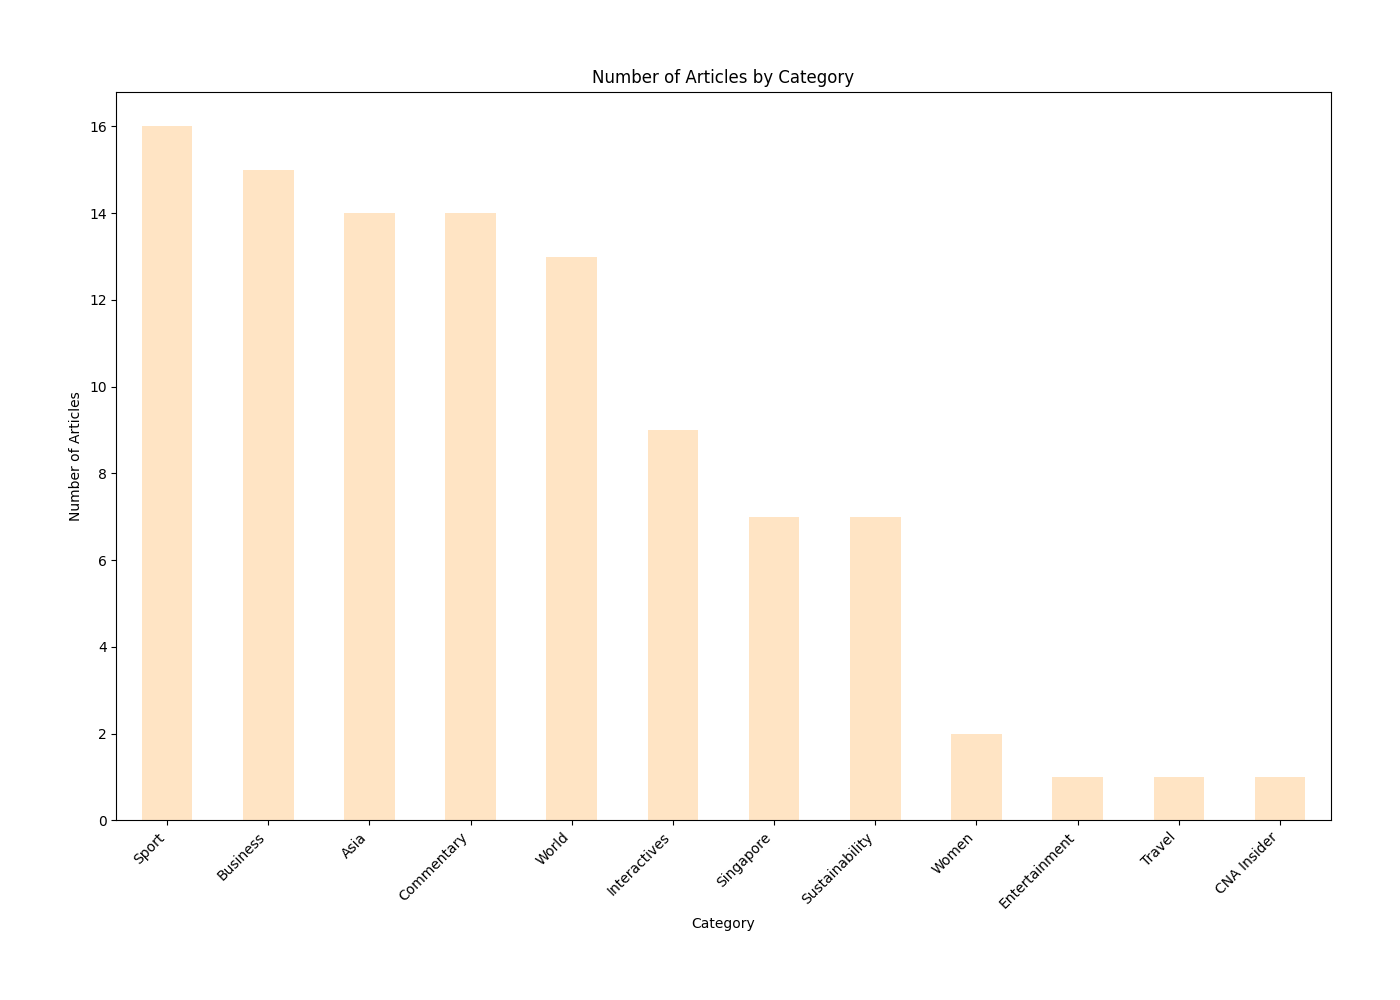 Number of Articles by Category
Number of Articles
16
14
12
10
8
6
4
2
0
Sport
Business
Asia
Commentary
World
Interactives
Singapore
Sustainability
Women
Entertainment
Travel
CNA Insider
Category